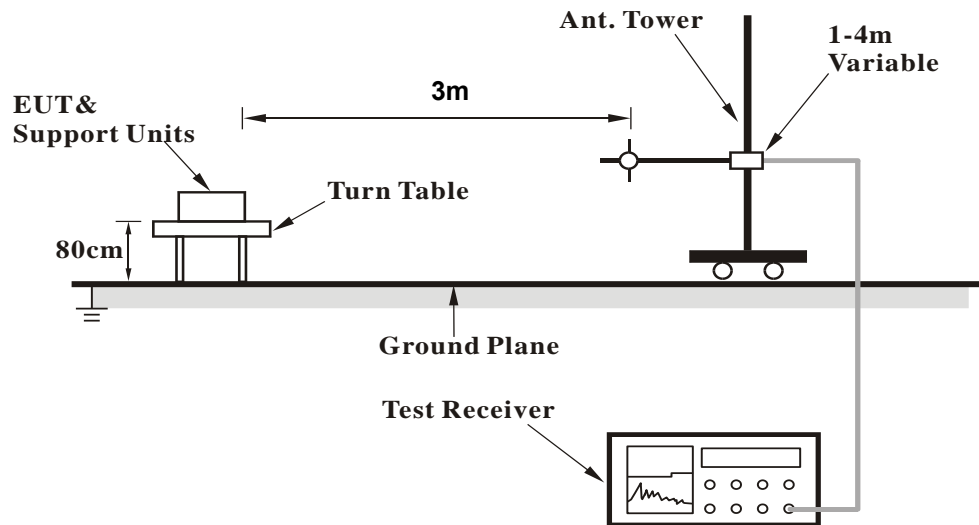 Ant. Tower
1-4m
Variable
3m
EUT&
Support Units
Turn Table
80cm
Ground Plane
Test Receiver